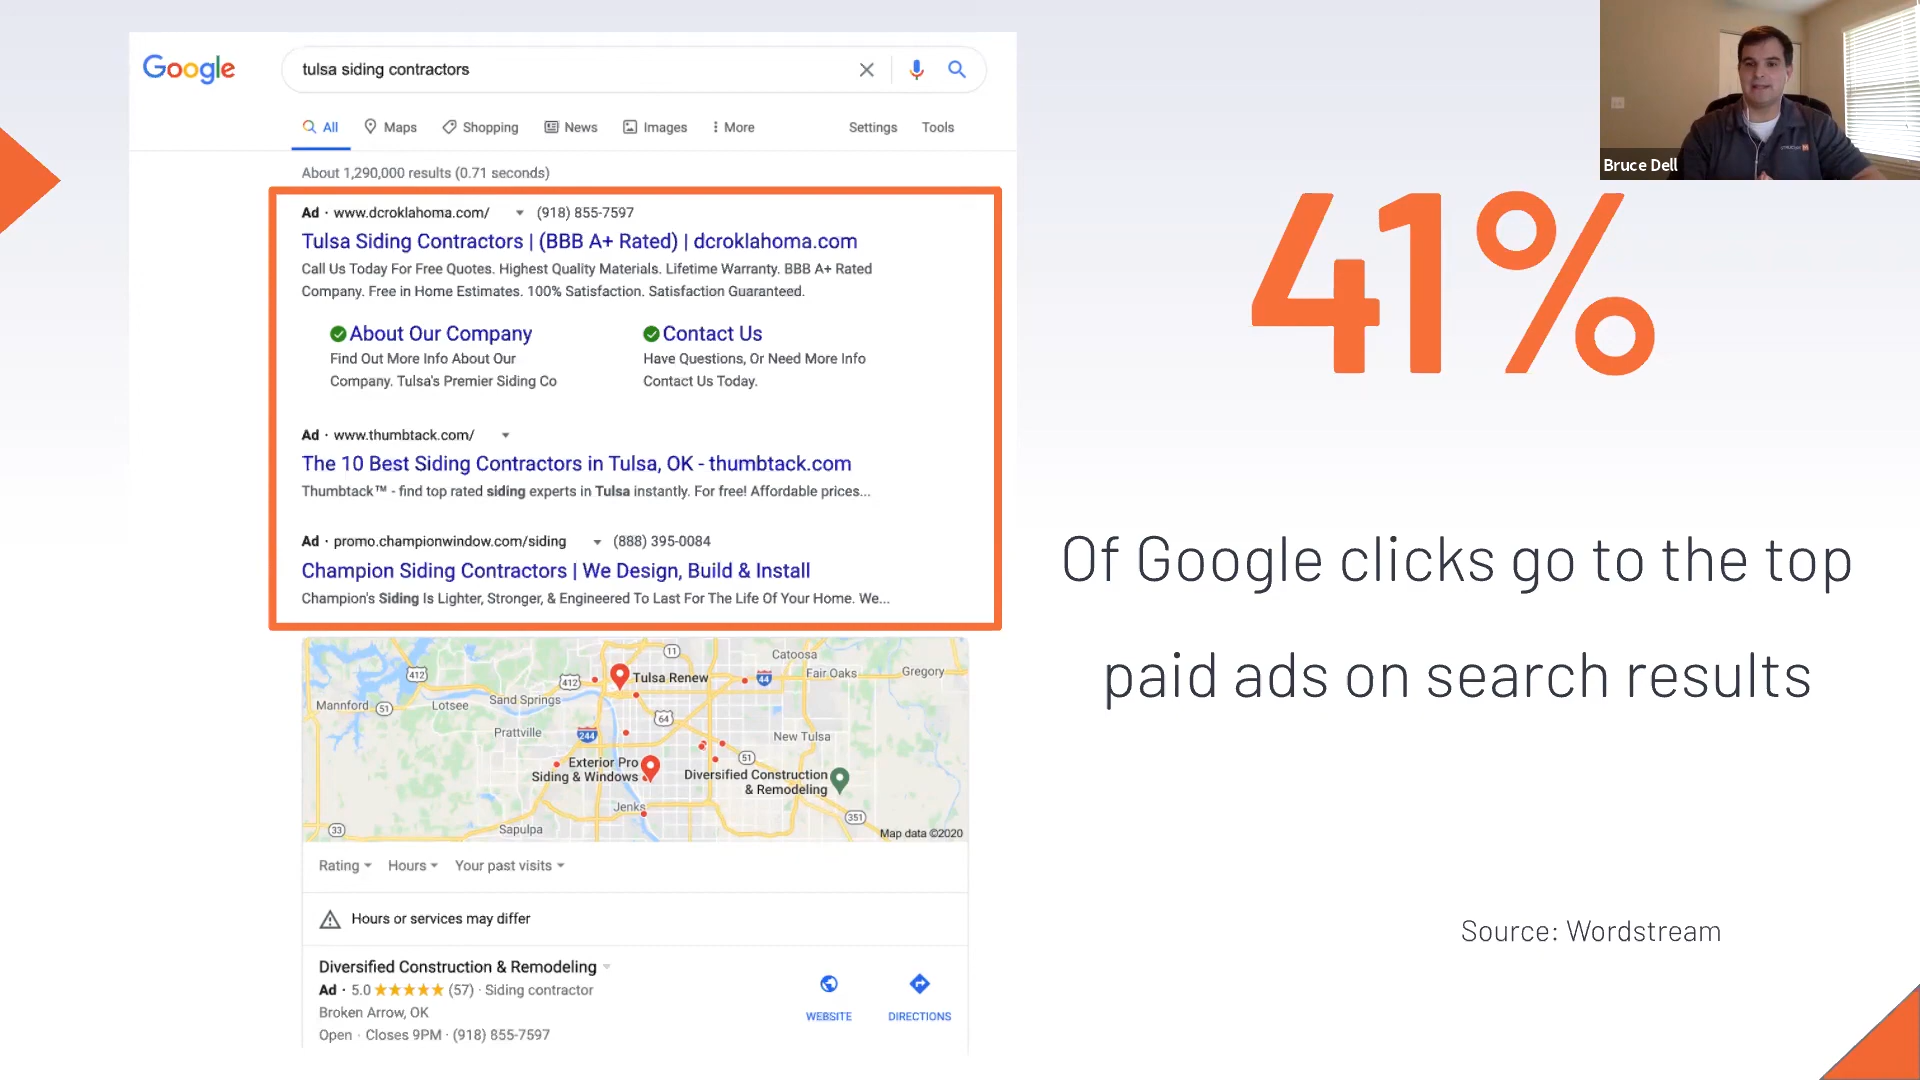 Google
tulsa siding contractors
All Maps Shopping News Images More Settings Tools
About 1,290,000 results (0.71 seconds)
Ad · www.dcroklahoma.com/ (918) 855-7597
Tulsa Siding Contractors | (BBB A+ Rated) | dcroklahoma.com
Call Us Today For Free Quotes. Highest Quality Materials. Lifetime Warranty. BBB A+ Rated
Company. Free in Home Estimates. 100% Satisfaction. Satisfaction Guaranteed.
About Our Company
Find Out More Info About Our
Company. Tulsa's Premier Siding Co
Contact Us
Have Questions, Or Need More Info
Contact Us Today.
Ad · www.thumbtack.com/
The 10 Best Siding Contractors in Tulsa, OK - thumbtack.com
Thumbtack™ - find top rated siding experts in Tulsa instantly. For free! Affordable prices...
Ad · promo.championwindow.com/siding (888) 395-0084
Champion Siding Contractors | We Design, Build & Install
Champion's Siding Is Lighter, Stronger, & Engineered To Last For The Life Of Your Home. We...
11
Catoosa
412
412
Tulsa Renew
44
Fair Oaks
Gregory
Mannford
51
Lotsee
Sand Springs
64
Prattville
244
New Tulsa
Exterior Pro
Siding & Windows
51
Diversified Construction
& Remodeling
Jenks
351
33
Sapulpa
Map data ©2020
Rating Hours Your past visits
Hours or services may differ
Diversified Construction & Remodeling
Ad · 5.0 ★★★★★ (57) · Siding contractor
Broken Arrow, OK
Open · Closes 9PM · (918) 855-7597
WEBSITE
DIRECTIONS
Bruce Dell
41%
Of Google clicks go to the top
paid ads on search results
Source: Wordstream